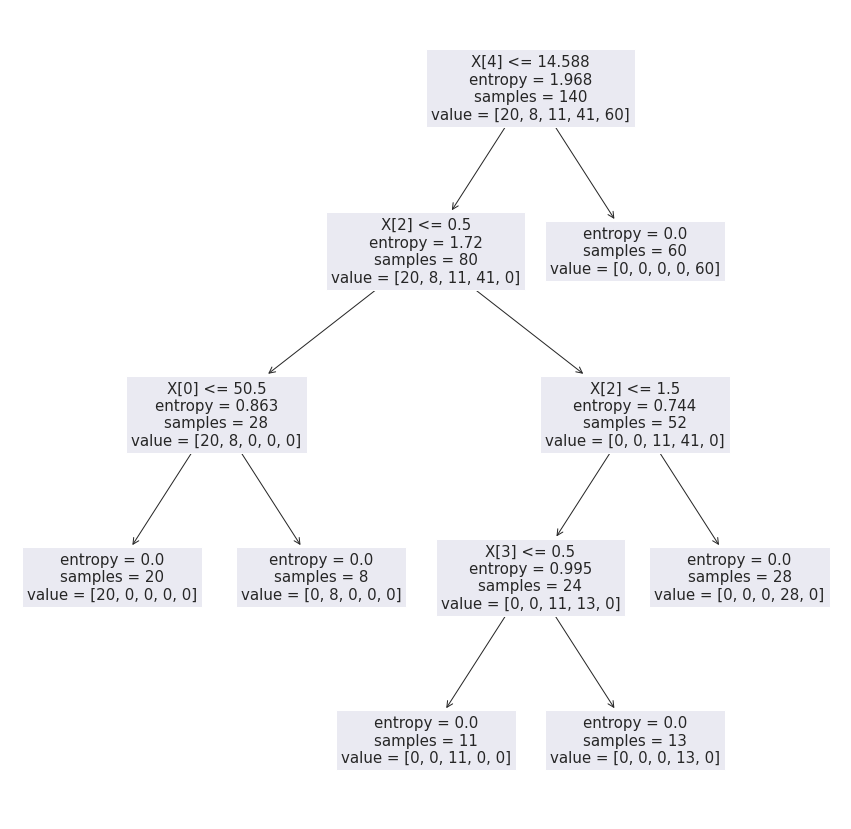 X[4] <= 14.588
entropy = 1.968
samples = 140
value = [20, 8, 11, 41, 60]
X[2] <= 0.5
entropy = 1.72
samples = 80
value = [20, 8, 11, 41, 0]
entropy = 0.0
samples = 60
value = [0, 0, 0, 0, 60]
X[0] <= 50.5
entropy = 0.863
samples = 28
value = [20, 8, 0, 0, 0]
X[2] <= 1.5
entropy = 0.744
samples = 52
value = [0, 0, 11, 41, 0]
entropy = 0.0
samples = 20
value = [20, 0, 0, 0, 0]
entropy = 0.0
samples = 8
value = [0, 8, 0, 0, 0]
X[3] <= 0.5
entropy = 0.995
samples = 24
value = [0, 0, 11, 13, 0]
entropy = 0.0
samples = 28
value = [0, 0, 0, 28, 0]
entropy = 0.0
samples = 11
value = [0, 0, 11, 0, 0]
entropy = 0.0
samples = 13
value = [0, 0, 0, 13, 0]